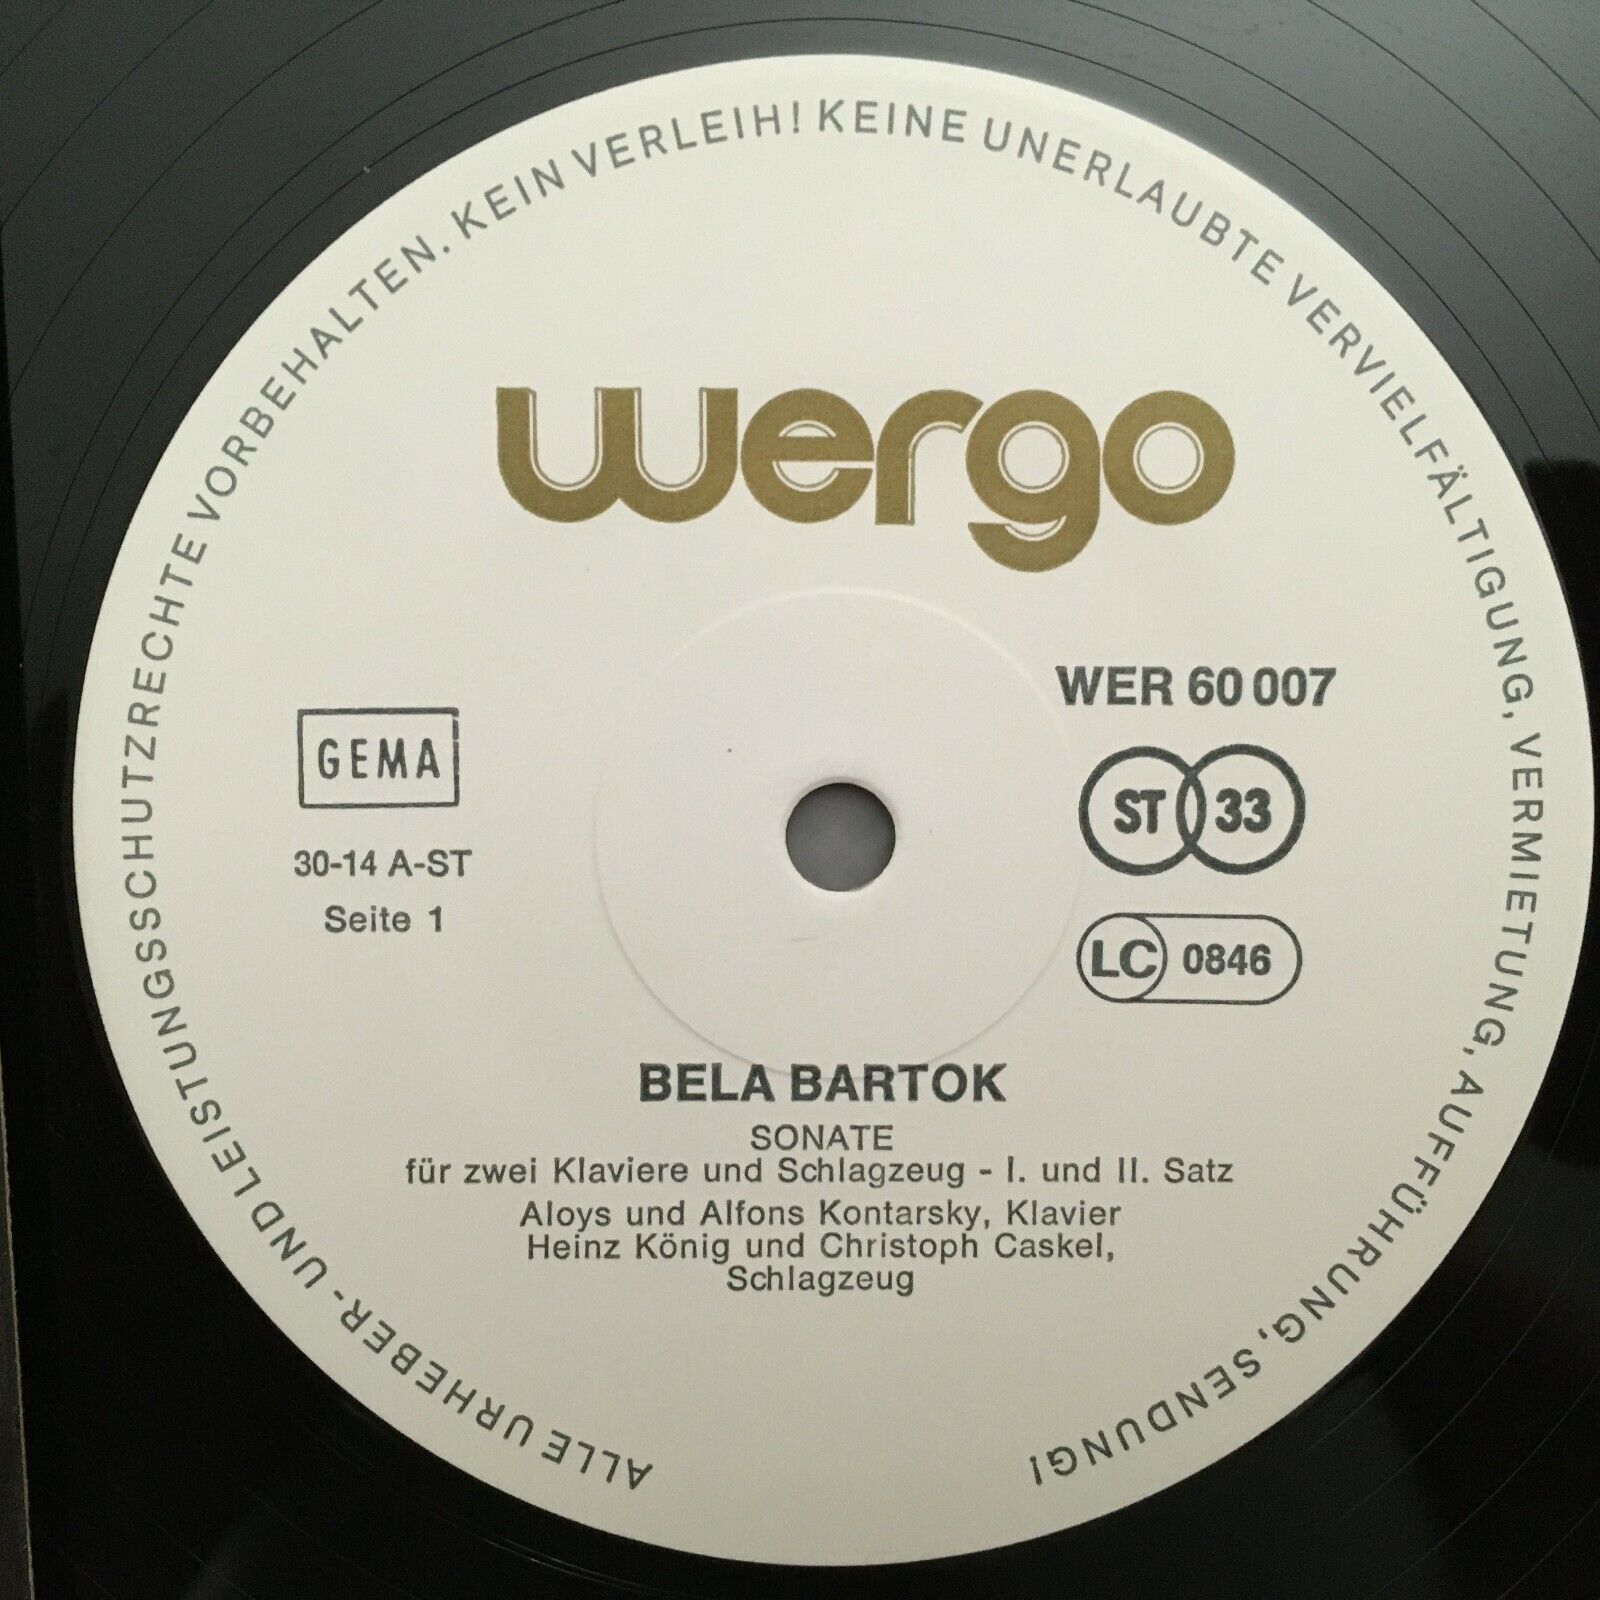 ALLE URHEBER- UND LEISTUNGSSCHUTZRECHTE VORBEHALTEN. KEIN VERLEIH! KEINE UNERLAUBTE VERVIELFÄLTIGUNG, VERMIETUNG, AUFFÜHRUNG, SENDUNG!
wergo
WER 60 007
GEMA
ST 33
30-14 A-ST
Seite 1
LC 0846
BELA BARTOK
SONATE
für zwei Klaviere und Schlagzeug - I. und II. Satz
Aloys und Alfons Kontarsky, Klavier
Heinz König und Christoph Caskel,
Schlagzeug